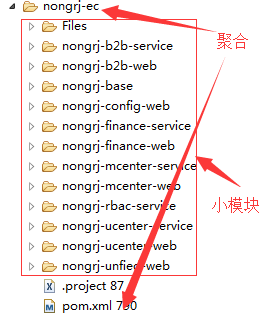 nongrj-ec
Files
nongrj-b2b-service
nongrj-b2b-web
nongrj-base
nongrj-config-web
nongrj-finance-service
nongrj-finance-web
nongrj-mcenter-service
nongrj-mcenter-web
nongrj-rbac-service
nongrj-ucenter-service
nongrj-ucenter-web
nongrj-unfied-web
.project 87
pom.xml 730
聚合
小模块